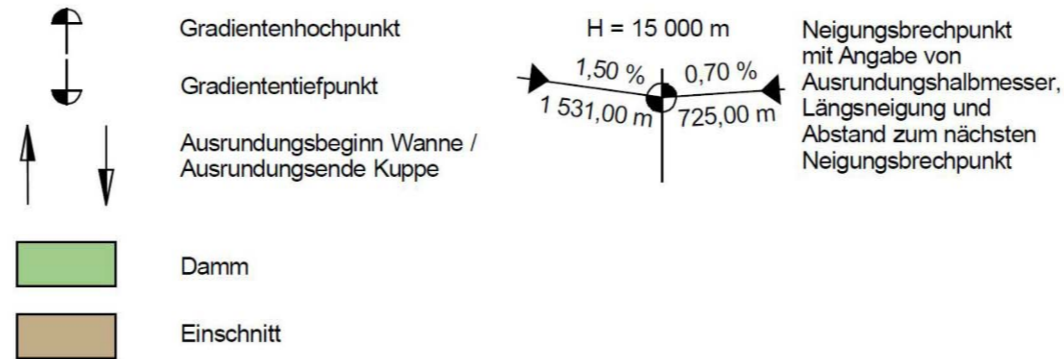 Gradientenhochpunkt
Gradiententiefpunkt
Ausrundungsbeginn Wanne /
Ausrundungsende Kuppe
Damm
Einschnitt
H = 15 000 m
1,50 % 0,70 %
1 531,00 m 725,00 m
Neigungsbrechpunkt
mit Angabe von
Ausrundungshalbmesser,
Längsneigung und
Abstand zum nächsten
Neigungsbrechpunkt